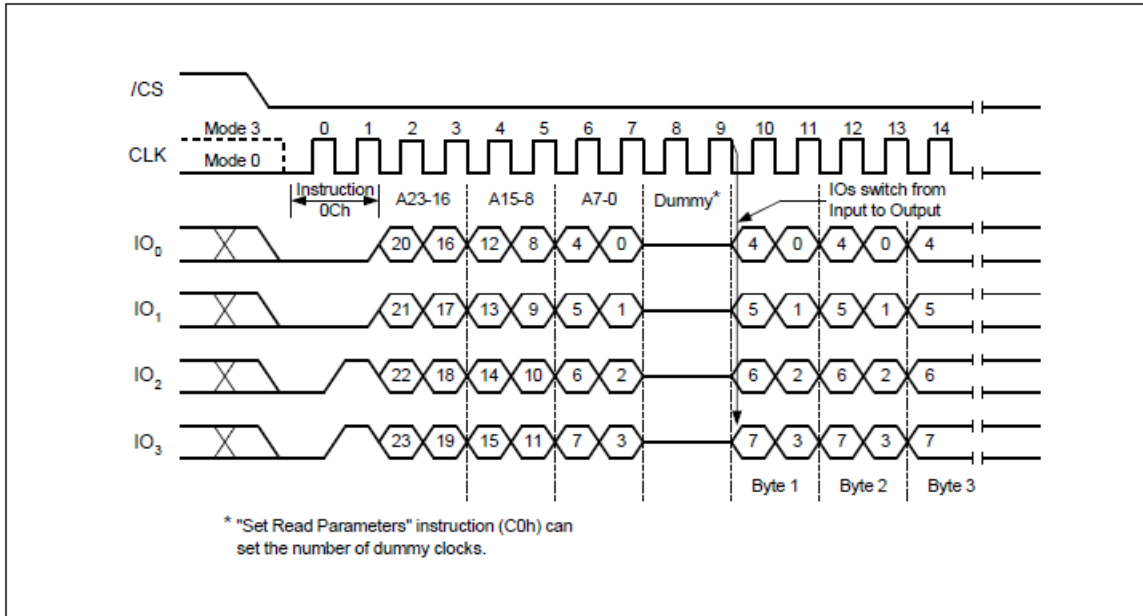 /CS
Mode 3 0 1 2 3 4 5 6 7 8 9 10 11 12 13 14
CLK
Mode 0
Instruction
0Ch
A23-16 A15-8 A7-0 Dummy*
IOs switch from
Input to Output
IO0 20 16 12 8 4 0 4 0 4 0 4
IO1 21 17 13 9 5 1 5 1 5 1 5
IO2 22 18 14 10 6 2 6 2 6 2 6
IO3 23 19 15 11 7 3 7 3 7 3 7
Byte 1 Byte 2 Byte 3
* "Set Read Parameters" instruction (C0h) can
set the number of dummy clocks.